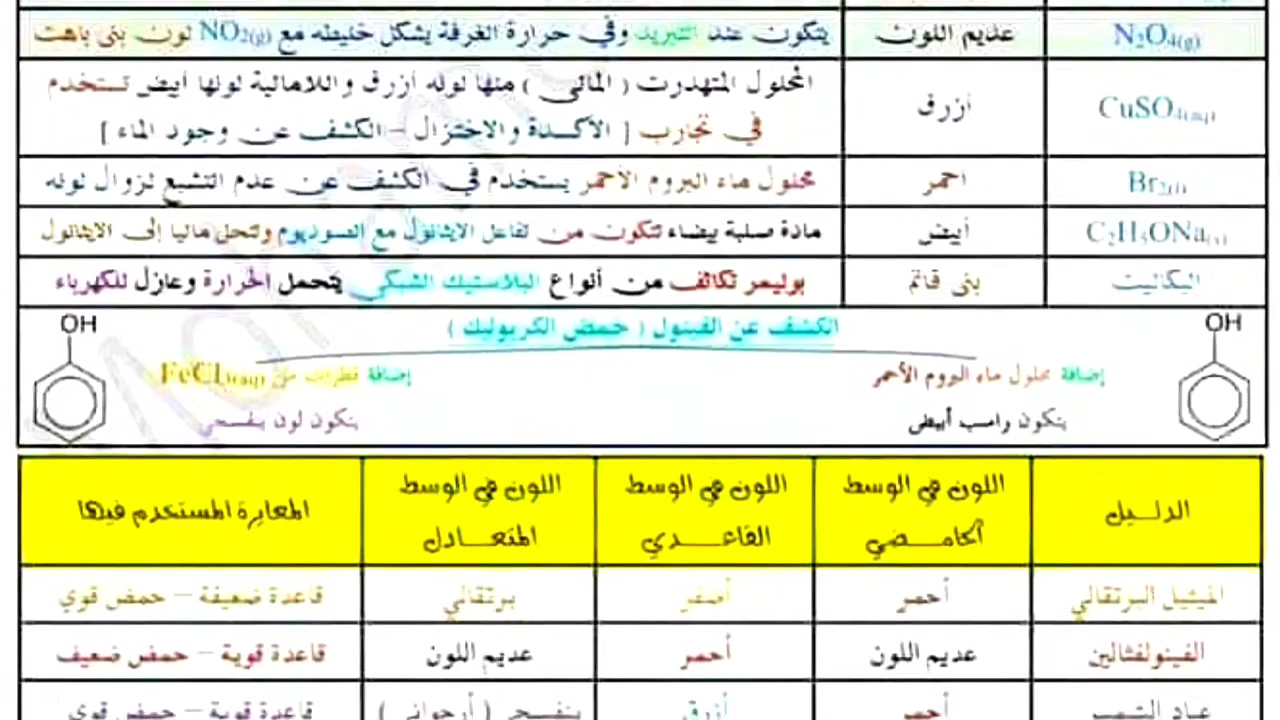 N₂O₄(g) عديم اللون يتكون عند التبريد وفي حرارة الغرفة يشكل خليطه مع NO₂(g) لون بني باهت
CuSO₄(aq) أزرق المحلول المتهدرت ( المائي ) منها لونه أزرق واللامائية لونها أبيض تستخدم
في تجارب [ الأكسدة والاختزال – الكشف عن وجود الماء ]
Br₂(l) أحمر محلول ماء البروم الأحمر يستخدم في الكشف عن عدم التشبع لزوال لونه
C₂H₅ONa(s) أبيض مادة صلبة بيضاء تتكون من تفاعل الايثانول مع الصوديوم وتنحل مائيا إلى الايثانول
البكاليت بنى قاتم بوليمر تكاثف من أنواع البلاستيك الشبكي يتحمل الحرارة وعازل للكهرباء
الكشف عن الفينول ( حمض الكربوليك )
OH OH
إضافة محلول ماء البروم الأحمر إضافة قطرات من FeCl₃(aq)
يتكون راسب أبيض يتكون لون بنفسجي
الدليل اللون في الوسط الحامضي اللون في الوسط القاعدي اللون في الوسط المتعادل المعايرة المستخدم فيها
الميثيل البرتقالي أحمر أصفر برتقالي قاعدة ضعيفة – حمض قوي
الفينولفثالين عديم اللون أحمر عديم اللون قاعدة قوية – حمض ضعيف
عباد الشمس أحمر أزرق بنفسجي ( أرجواني ) قاعدة قوية – حمض قوي